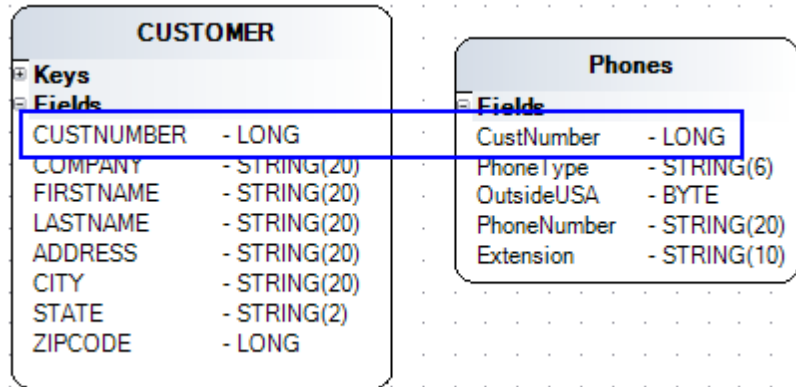 CUSTOMER
Keys
Fields
CUSTNUMBER - LONG
COMPANY - STRING(20)
FIRSTNAME - STRING(20)
LASTNAME - STRING(20)
ADDRESS - STRING(20)
CITY - STRING(20)
STATE - STRING(2)
ZIPCODE - LONG
Phones
Fields
CustNumber - LONG
PhoneType - STRING(6)
OutsideUSA - BYTE
PhoneNumber - STRING(20)
Extension - STRING(10)